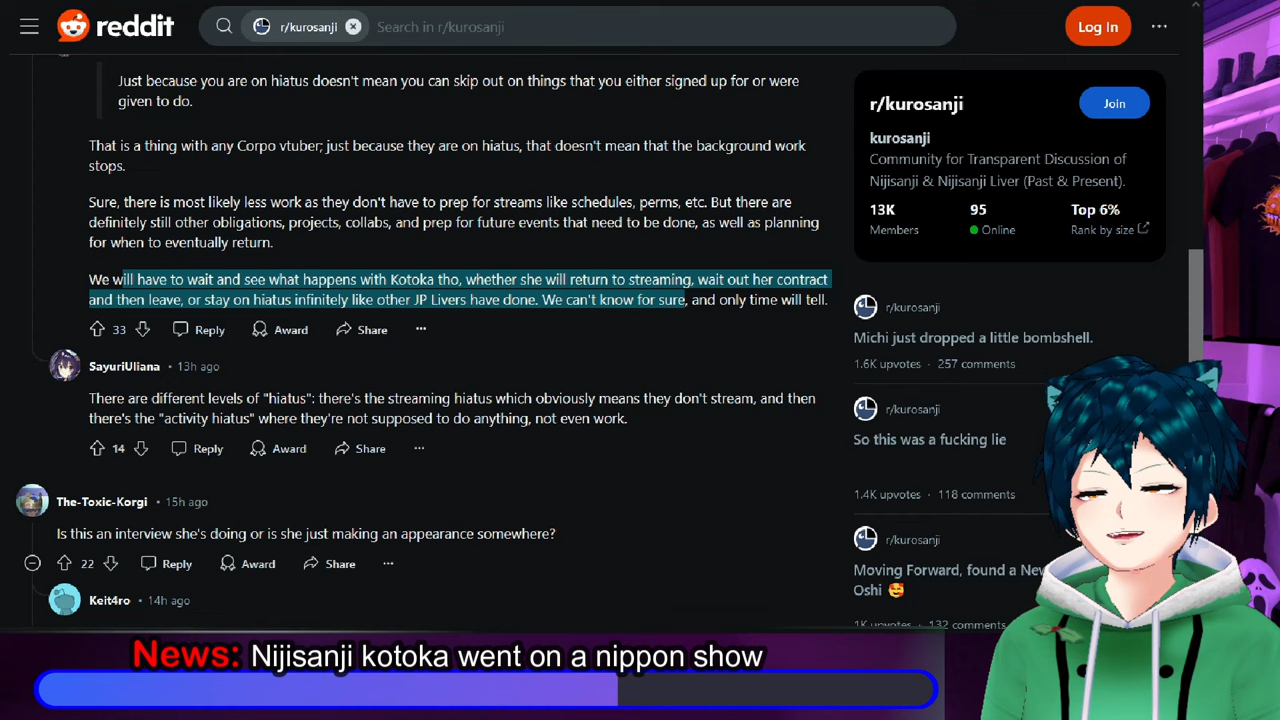 reddit
r/kurosanji
Search in r/kurosanji
Log In
Just because you are on hiatus doesn't mean you can skip out on things that you either signed up for or were
given to do.
That is a thing with any Corpo vtuber; just because they are on hiatus, that doesn't mean that the background work
stops.
Sure, there is most likely less work as they don't have to prep for streams like schedules, perms, etc. But there are
definitely still other obligations, projects, collabs, and prep for future events that need to be done, as well as planning
for when to eventually return.
We will have to wait and see what happens with Kotoka tho, whether she will return to streaming, wait out her contract
and then leave, or stay on hiatus infinitely like other JP Livers have done. We can't know for sure, and only time will tell.
33 Reply Award Share
SayuriUliana • 13h ago
There are different levels of "hiatus": there's the streaming hiatus which obviously means they don't stream, and then
there's the "activity hiatus" where they're not supposed to do anything, not even work.
14 Reply Award Share
The-Toxic-Korgi • 15h ago
Is this an interview she's doing or is she just making an appearance somewhere?
22 Reply Award Share
Keit4ro • 14h ago
r/kurosanji
Join
kurosanji
Community for Transparent Discussion of
Nijisanji & Nijisanji Liver (Past & Present).
13K 95 Top 6%
Members Online Rank by size
r/kurosanji
Michi just dropped a little bombshell.
1.6K upvotes • 257 comments
r/kurosanji
So this was a fucking lie
1.4K upvotes • 118 comments
r/kurosanji
Moving Forward, found a New
Oshi 🥰
1K upvotes • 132 comments
News: Nijisanji kotoka went on a nippon show